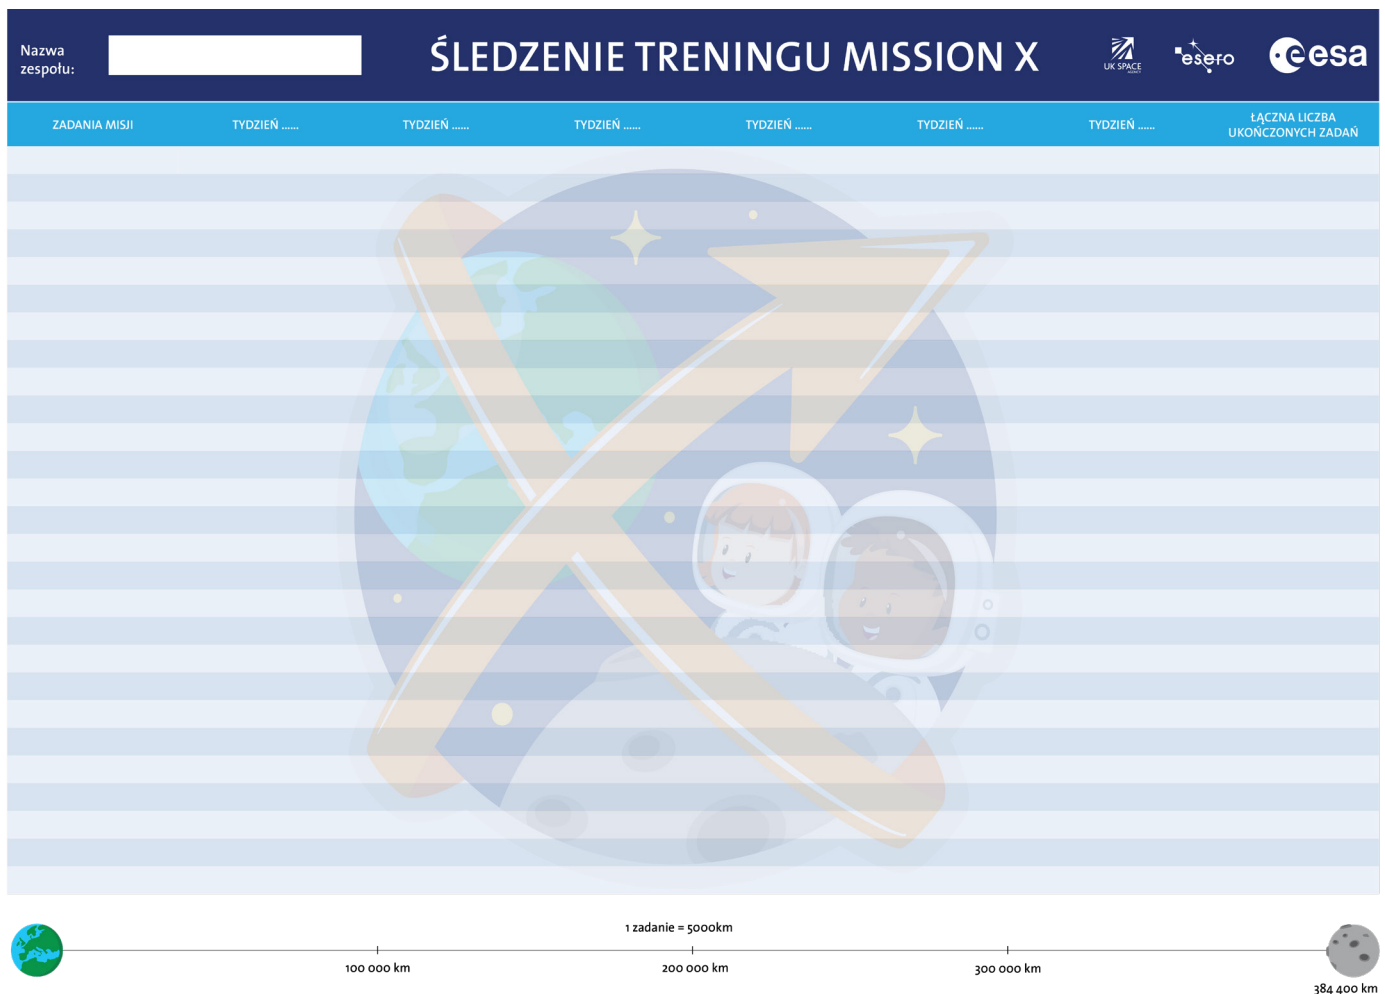 Nazwa
zespołu:
ŚLEDZENIE TRENINGU MISSION X
UK SPACE
AGENCY
esero
esa
ZADANIA MISJI
TYDZIEŃ ......
TYDZIEŃ ......
TYDZIEŃ ......
TYDZIEŃ ......
TYDZIEŃ ......
TYDZIEŃ ......
ŁĄCZNA LICZBA
UKOŃCZONYCH ZADAŃ
1 zadanie = 5000km
100 000 km
200 000 km
300 000 km
384 400 km